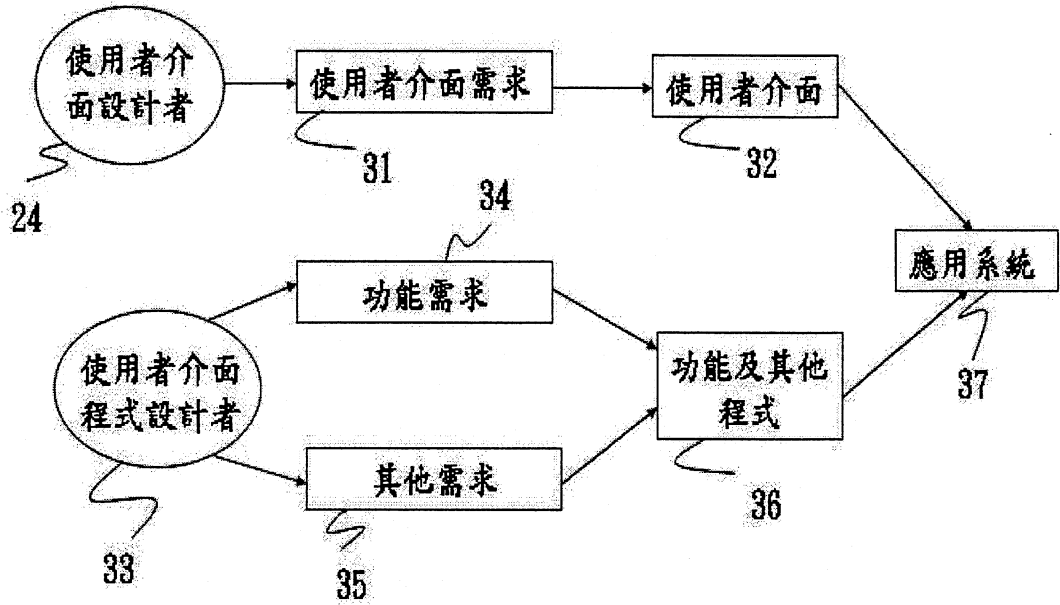 使用者介
面設計者
使用者介面需求
使用者介面
24
31
32
34
應用系統
功能需求
使用者介面
程式設計者
功能及其他
程式
37
其他需求
36
33
35